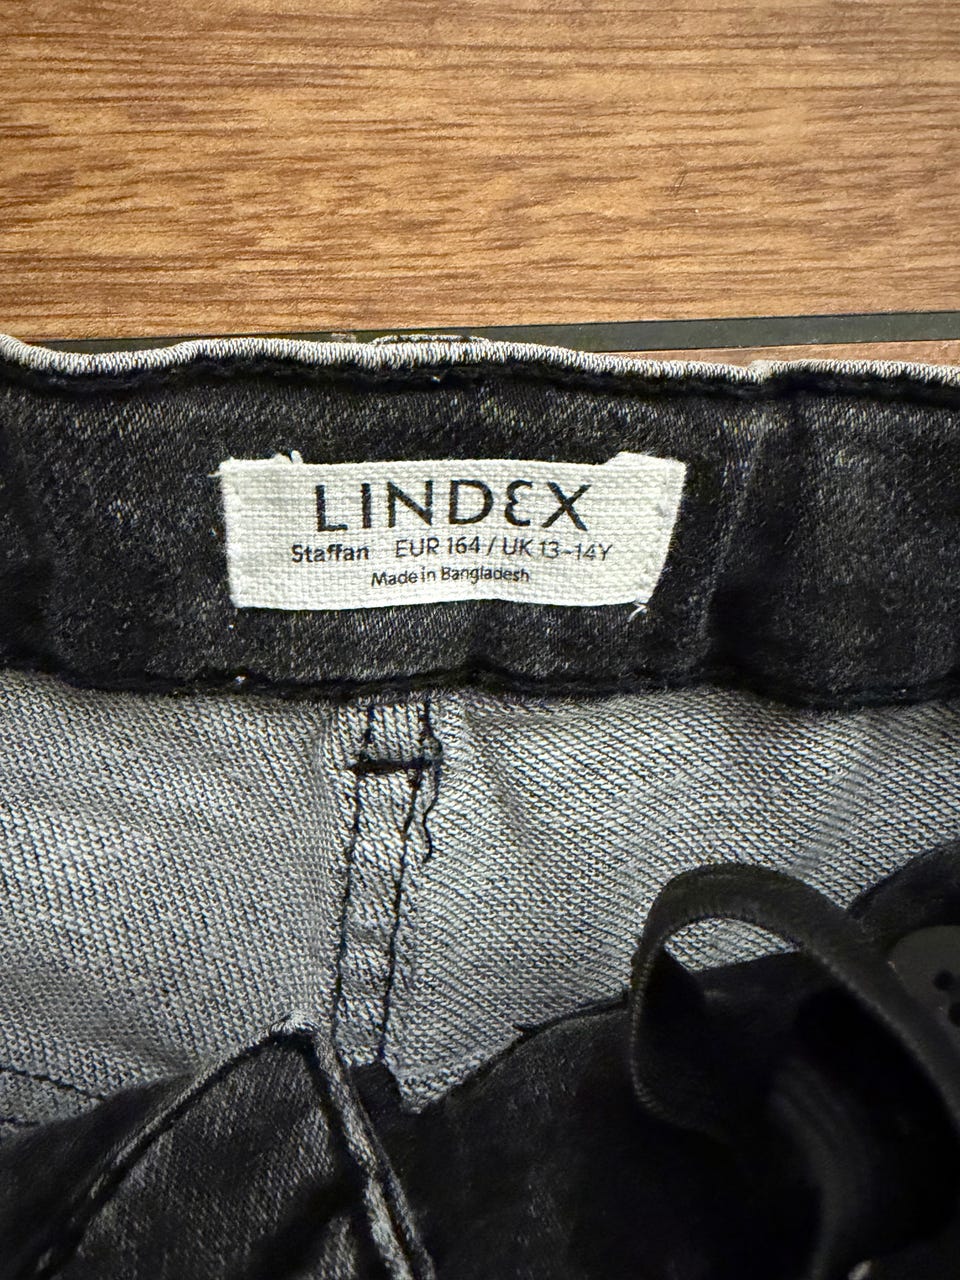 LINDEX
Staffan EUR 164 / UK 13-14Y
Made in Bangladesh